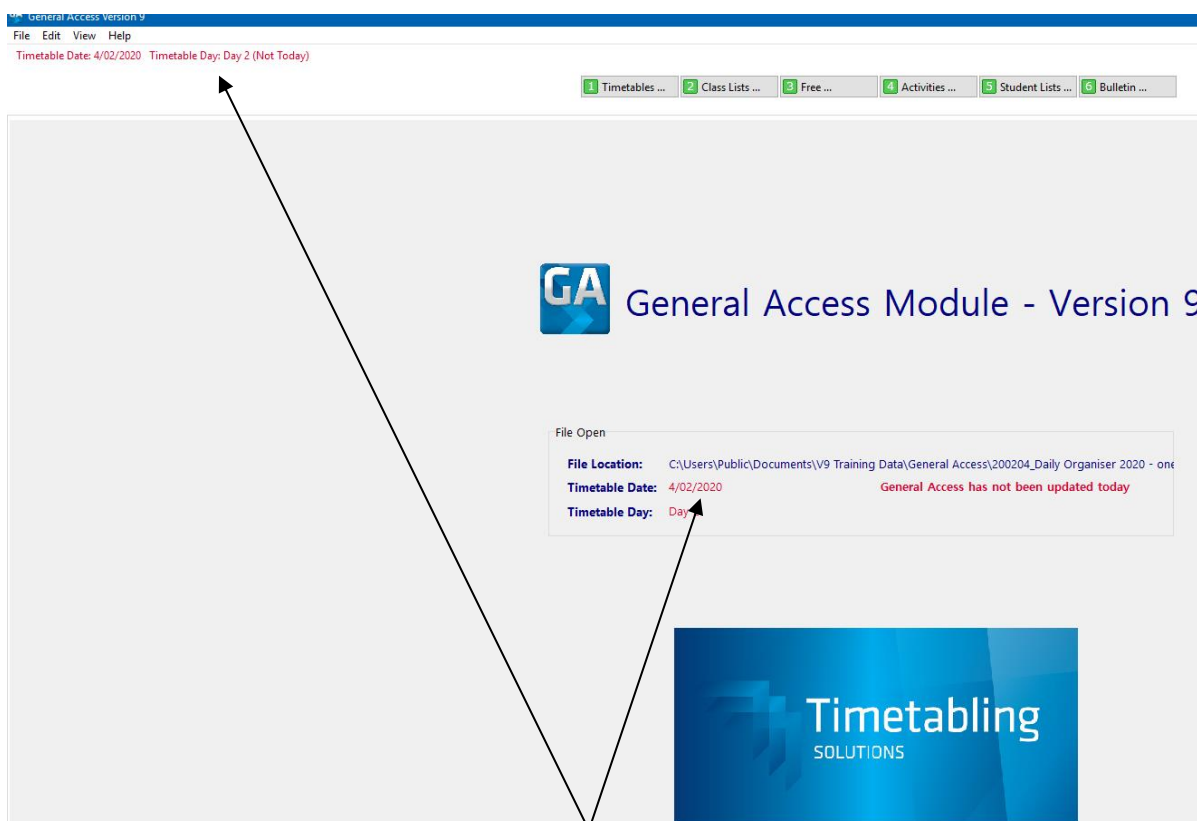 General Access Version 9
File Edit View Help
Timetable Date: 4/02/2020 Timetable Day: Day 2 (Not Today)
1 Timetables ... 2 Class Lists ... 3 Free ... 4 Activities ... 5 Student Lists ... 6 Bulletin ...
GA General Access Module - Version 9
File Open
File Location: C:\Users\Public\Documents\V9 Training Data\General Access\200204_Daily Organiser 2020 - one
Timetable Date: 4/02/2020 General Access has not been updated today
Timetable Day: Day
Timetabling
SOLUTIONS